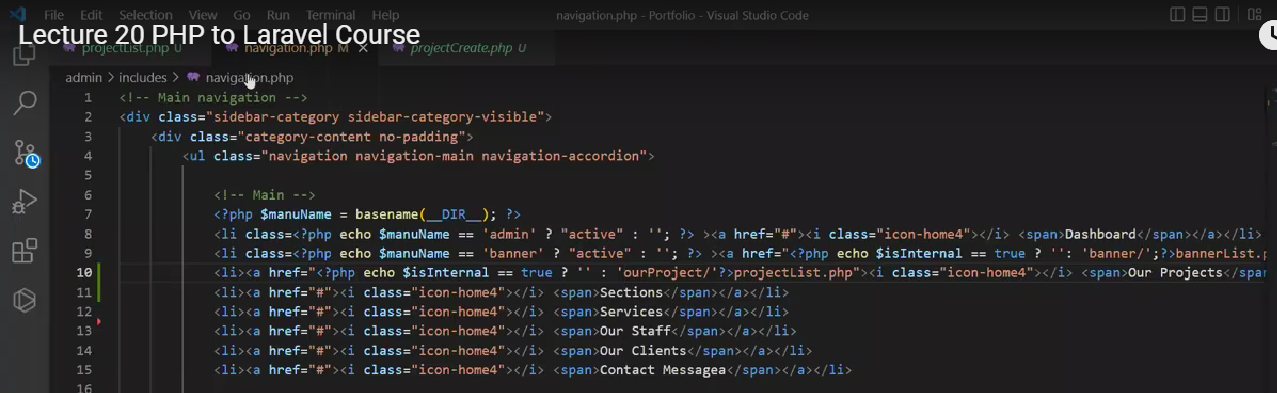 File Edit Selection View Go Run Terminal Help navigation.php - Portfolio - Visual Studio Code
Lecture 20 PHP to Laravel Course
projectList.php U navigation.php M projectCreate.php U
admin > includes > navigation.php
1 <!-- Main navigation -->
2 <div class="sidebar-category sidebar-category-visible">
3 <div class="category-content no-padding">
4 <ul class="navigation navigation-main navigation-accordion">
5
6 <!-- Main -->
7 <?php $manuName = basename(__DIR__); ?>
8 <li class=<?php echo $manuName == 'admin' ? "active" : ''; ?> ><a href="#"><i class="icon-home4"></i> <span>Dashboard</span></a></li>
9 <li class=<?php echo $manuName == 'banner' ? "active" : ''; ?> ><a href="<?php echo $isInternal == true ? '': 'banner/';?>bannerList.p
10 <li><a href="<?php echo $isInternal == true ? '' : 'ourProject/'?>projectList.php"><i class="icon-home4"></i> <span>Our Projects</span
11 <li><a href="#"><i class="icon-home4"></i> <span>Sections</span></a></li>
12 <li><a href="#"><i class="icon-home4"></i> <span>Services</span></a></li>
13 <li><a href="#"><i class="icon-home4"></i> <span>Our Staff</span></a></li>
14 <li><a href="#"><i class="icon-home4"></i> <span>Our Clients</span></a></li>
15 <li><a href="#"><i class="icon-home4"></i> <span>Contact Messagea</span></a></li>
16